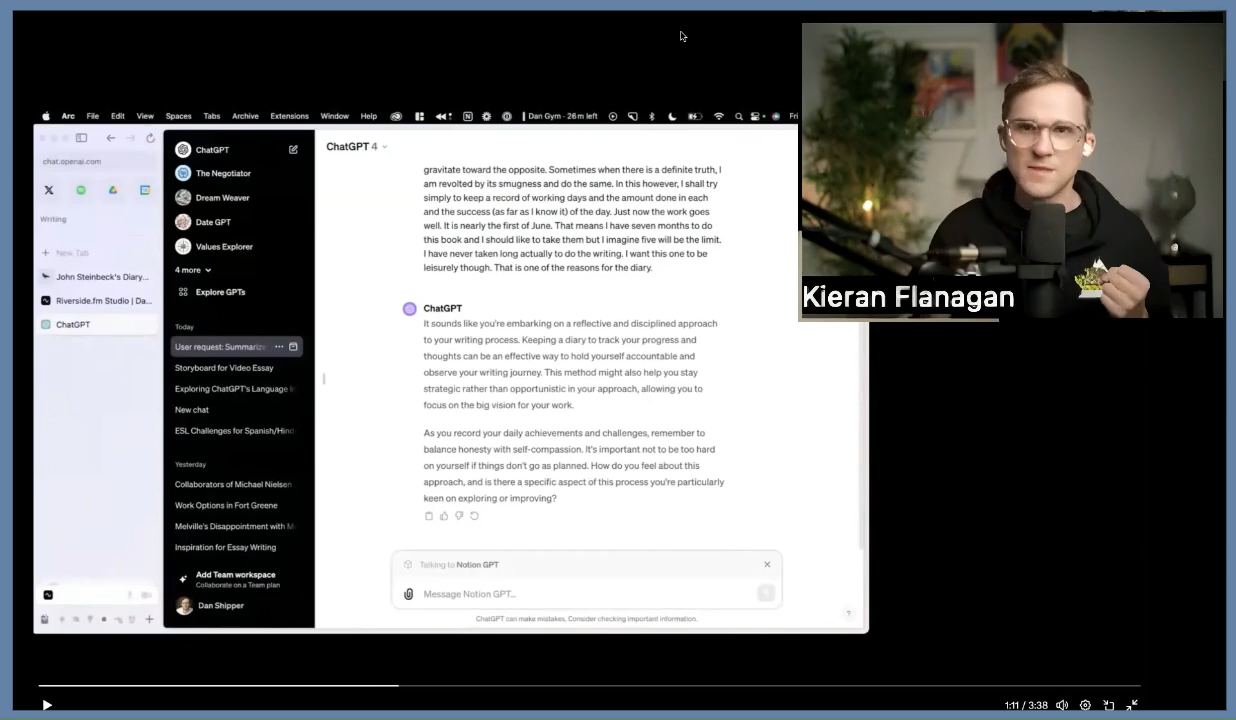 Arc File Edit View Spaces Tabs Archive Extensions Window Help
Dan Gym · 26m left
Fri
chat.openai.com
Writing
New Tab
John Steinbeck's Diary...
Riverside.fm Studio | Da...
ChatGPT
ChatGPT
The Negotiator
Dream Weaver
Date GPT
Values Explorer
4 more
Explore GPTs
Today
User request: Summariz
Storyboard for Video Essay
Exploring ChatGPT's Language
New chat
ESL Challenges for Spanish/Hind
Yesterday
Collaborators of Michael Nielsen
Work Options in Fort Greene
Melville's Disappointment with M
Inspiration for Essay Writing
Add Team workspace
Collaborate on a Team plan
Dan Shipper
ChatGPT 4
gravitate toward the opposite. Sometimes when there is a definite truth, I
am revolted by its smugness and do the same. In this however, I shall try
simply to keep a record of working days and the amount done in each
and the success (as far as I know it) of the day. Just now the work goes
well. It is nearly the first of June. That means I have seven months to do
this book and I should like to take them but I imagine five will be the limit.
I have never taken long actually to do the writing. I want this one to be
leisurely though. That is one of the reasons for the diary.
ChatGPT
It sounds like you're embarking on a reflective and disciplined approach
to your writing process. Keeping a diary to track your progress and
thoughts can be an effective way to hold yourself accountable and
observe your writing journey. This method might also help you stay
strategic rather than opportunistic in your approach, allowing you to
focus on the big vision for your work.
As you record your daily achievements and challenges, remember to
balance honesty with self-compassion. It's important not to be too hard
on yourself if things don't go as planned. How do you feel about this
approach, and is there a specific aspect of this process you're particularly
keen on exploring or improving?
Talking to Notion GPT
Message Notion GPT...
ChatGPT can make mistakes. Consider checking important information.
?
Kieran Flanagan
1:11 / 3:38